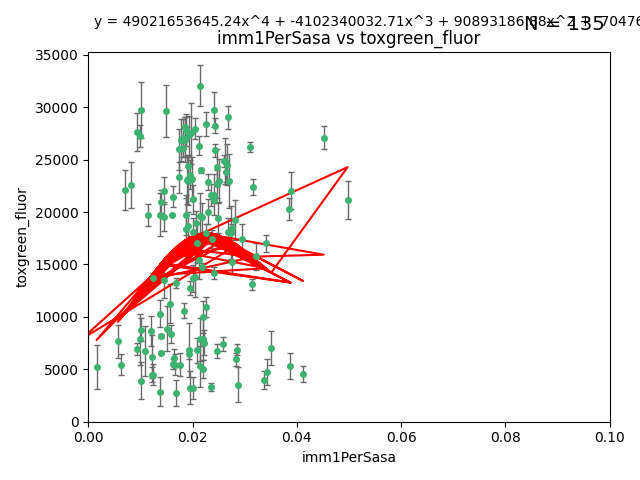 y = 49021653645.24x^4 + -4102340032.71x^3 +
N = 135
imm1PerSasa vs toxgreen_fluor
35000
30000
25000
20000
15000
10000
5000
0
toxgreen_fluor
0.00 0.02 0.04 0.06 0.08 0.10
imm1PerSasa